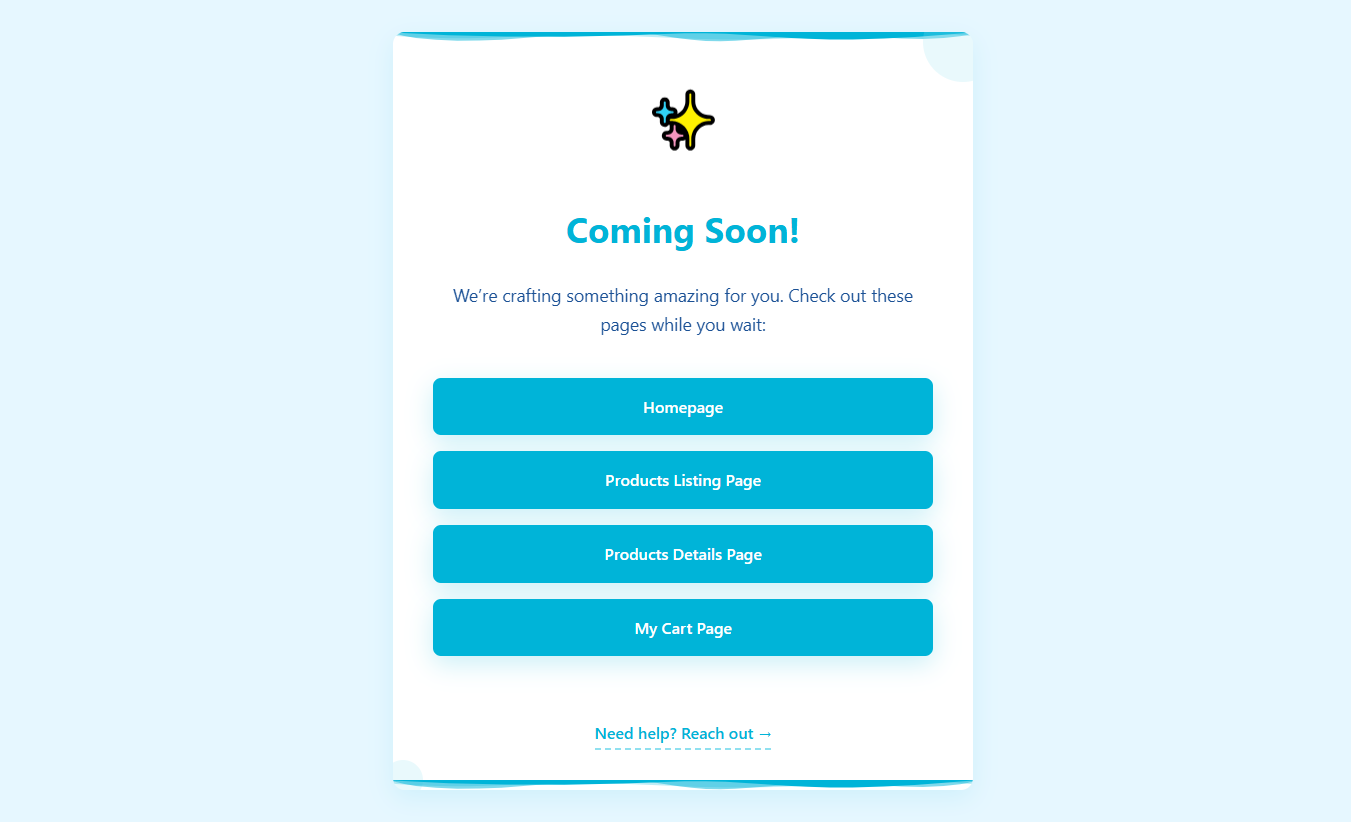 Coming Soon!
We’re crafting something amazing for you. Check out these
pages while you wait:
Homepage
Products Listing Page
Products Details Page
My Cart Page
Need help? Reach out →